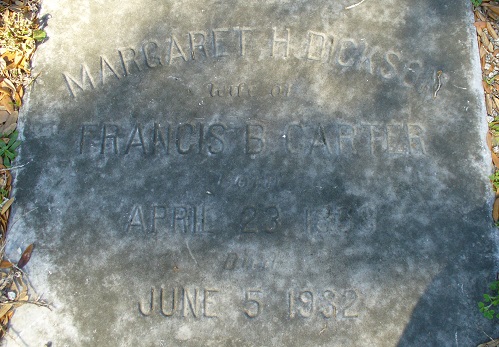 MARGARET H. DICKSON
wife of
FRANCIS B. CARTER
Born
APRIL 23
Died
JUNE 5 1932